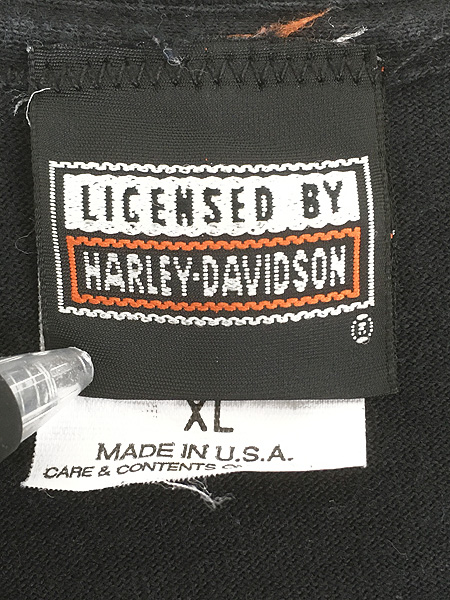 LICENSED BY
HARLEY-DAVIDSON
®
XL
MADE IN U.S.A.
CARE & CONTENTS